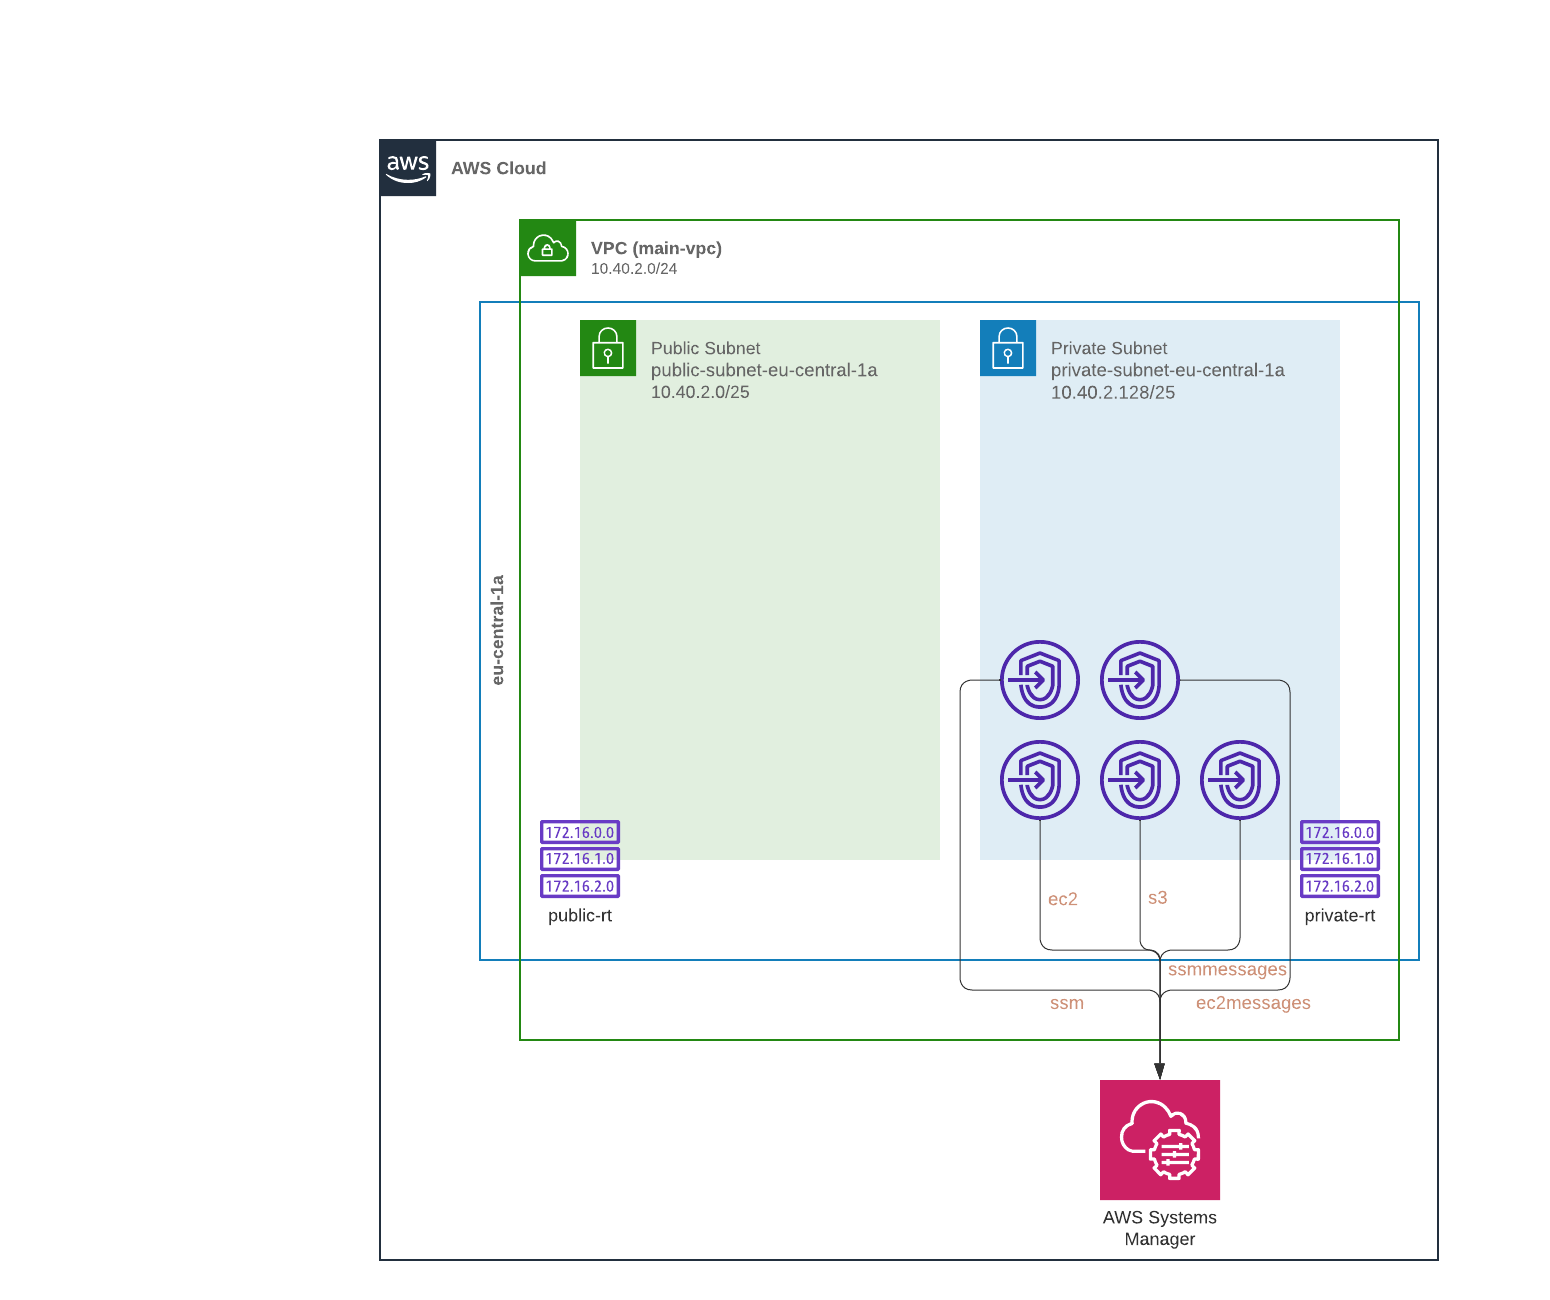 aws
AWS Cloud
VPC (main-vpc)
10.40.2.0/24
Public Subnet
public-subnet-eu-central-1a
10.40.2.0/25
Private Subnet
private-subnet-eu-central-1a
10.40.2.128/25
eu-central-1a
172.16.0.0
172.16.1.0
172.16.2.0
public-rt
172.16.0.0
172.16.1.0
172.16.2.0
private-rt
ec2
s3
ssmmessages
ssm
ec2messages
AWS Systems
Manager